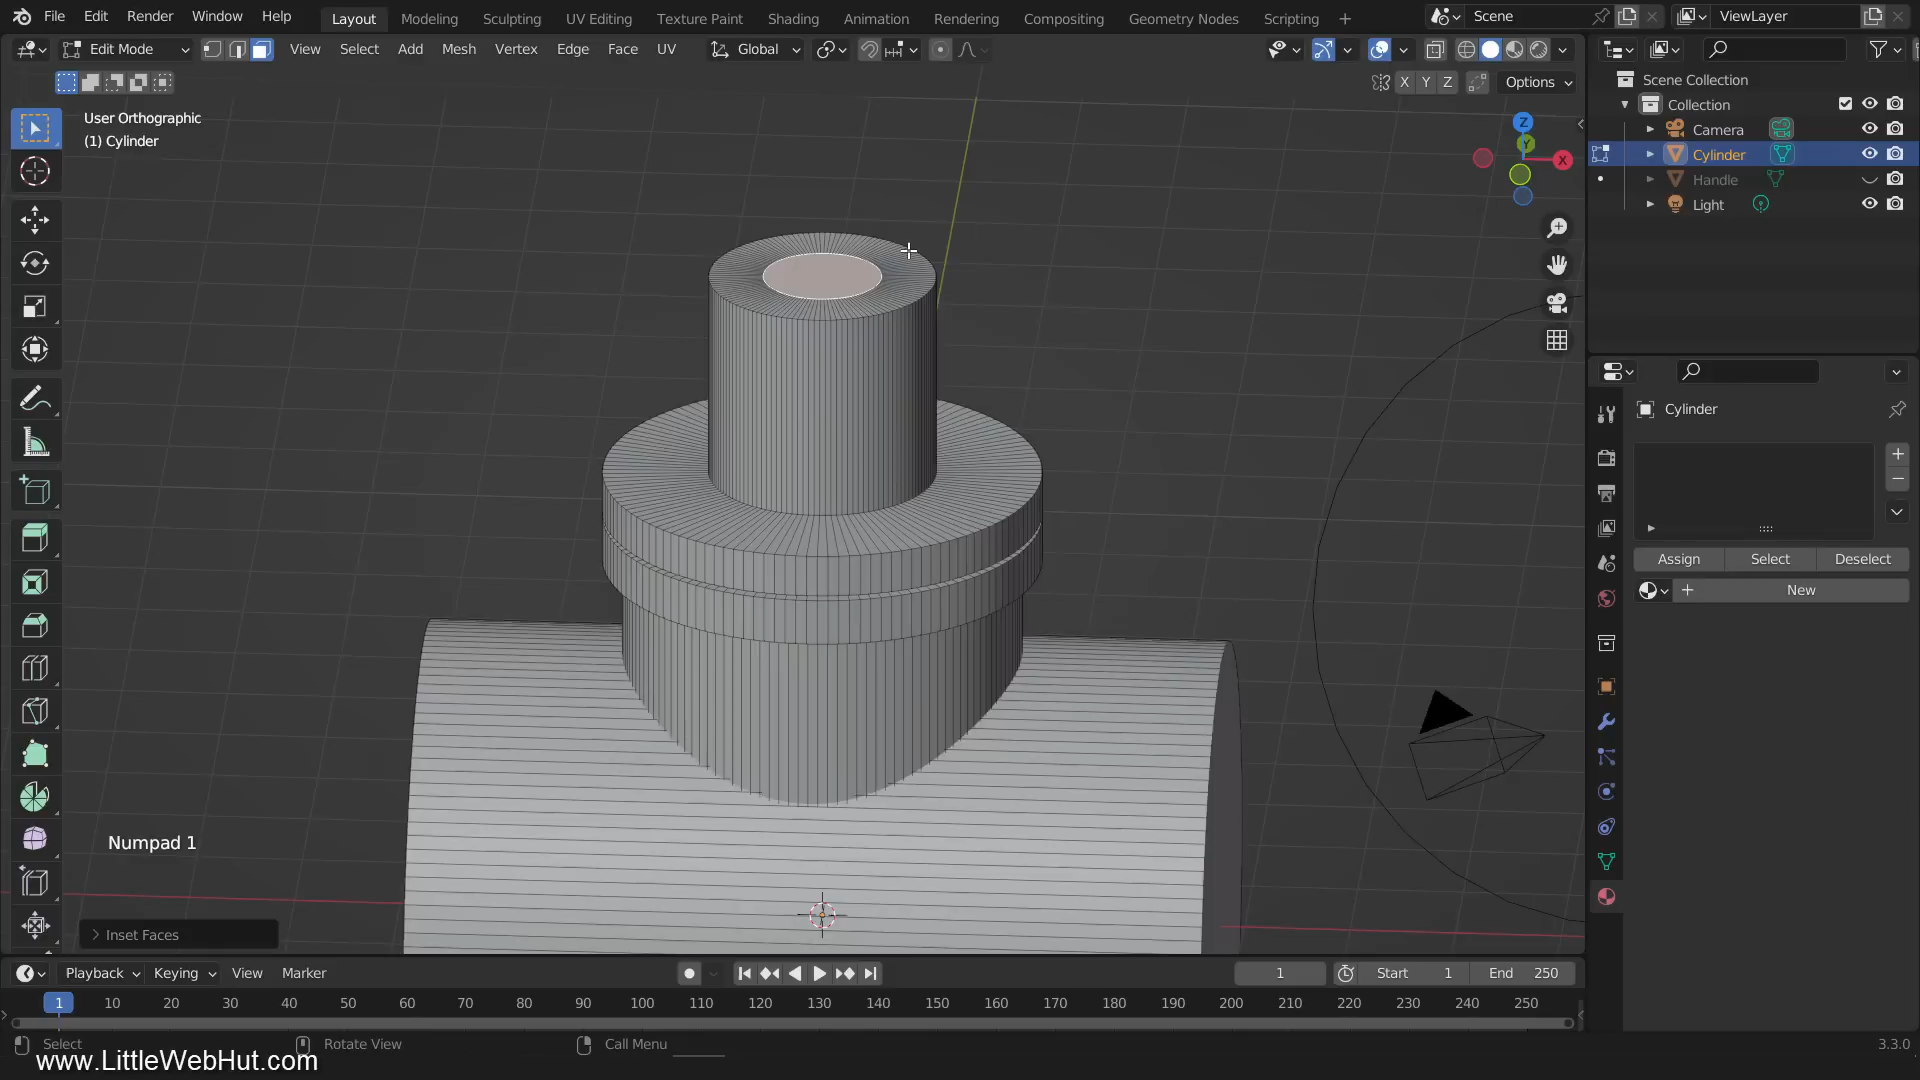 File Edit Render Window Help Layout Modeling Sculpting UV Editing Texture Paint Shading Animation Rendering Compositing Geometry Nodes Scripting + Scene ViewLayer
Edit Mode View Select Add Mesh Vertex Edge Face UV Global
X Y Z Options
User Orthographic
(1) Cylinder
Z
Y
X
Scene Collection
Collection
Camera
Cylinder
Handle
Light
Cylinder
Assign Select Deselect
New
Numpad 1
Inset Faces
Playback Keying View Marker 1 Start 1 End 250
1 10 20 30 40 50 60 70 80 90 100 110 120 130 140 150 160 170 180 190 200 210 220 230 240 250
Select Rotate View Call Menu 3.3.0
www.LittleWebHut.com